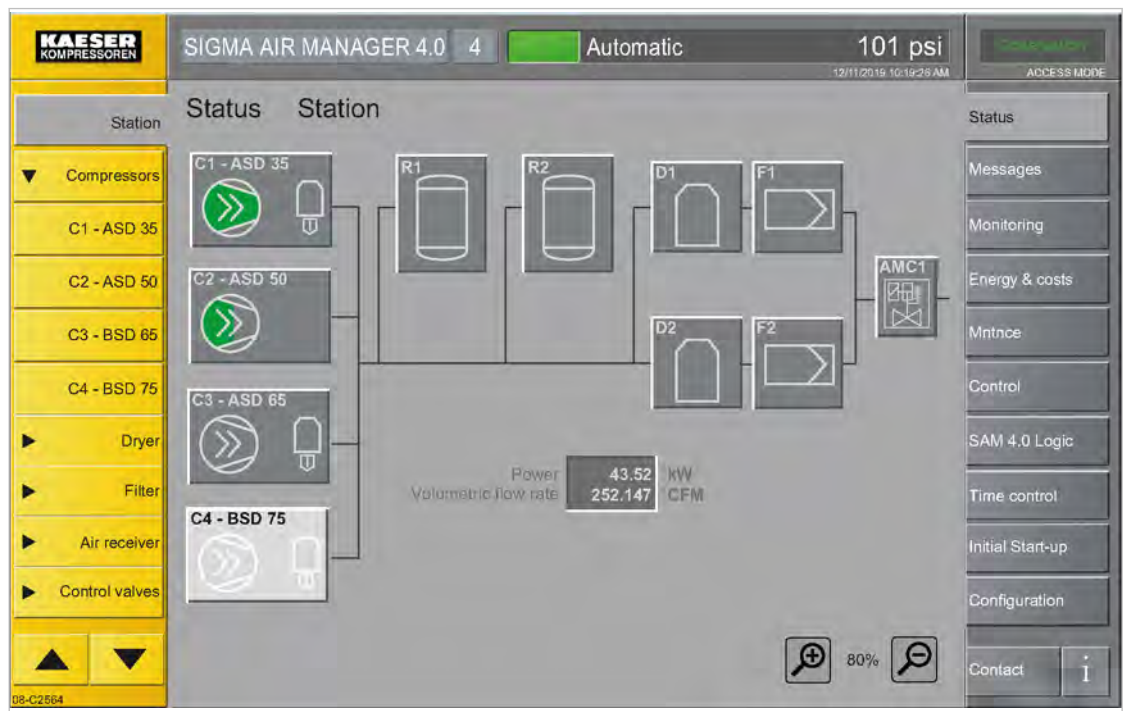 KAESER
KOMPRESSOREN
SIGMA AIR MANAGER 4.0 4 Automatic 101 psi
12/11/2019 10:19:26 AM
ACCESS MODE
Station
Compressors
C1 - ASD 35
C2 - ASD 50
C3 - BSD 65
C4 - BSD 75
Dryer
Filter
Air receiver
Control valves
08-C2564
Status Station
C1 - ASD 35
R1
R2
D1
F1
C2 - ASD 50
AMC1
D2
F2
C3 - ASD 65
Power 43.52 kW
Volumetric flow rate 252.147 CFM
C4 - BSD 75
80%
Status
Messages
Monitoring
Energy & costs
Mntnce
Control
SAM 4.0 Logic
Time control
Initial Start-up
Configuration
Contact i